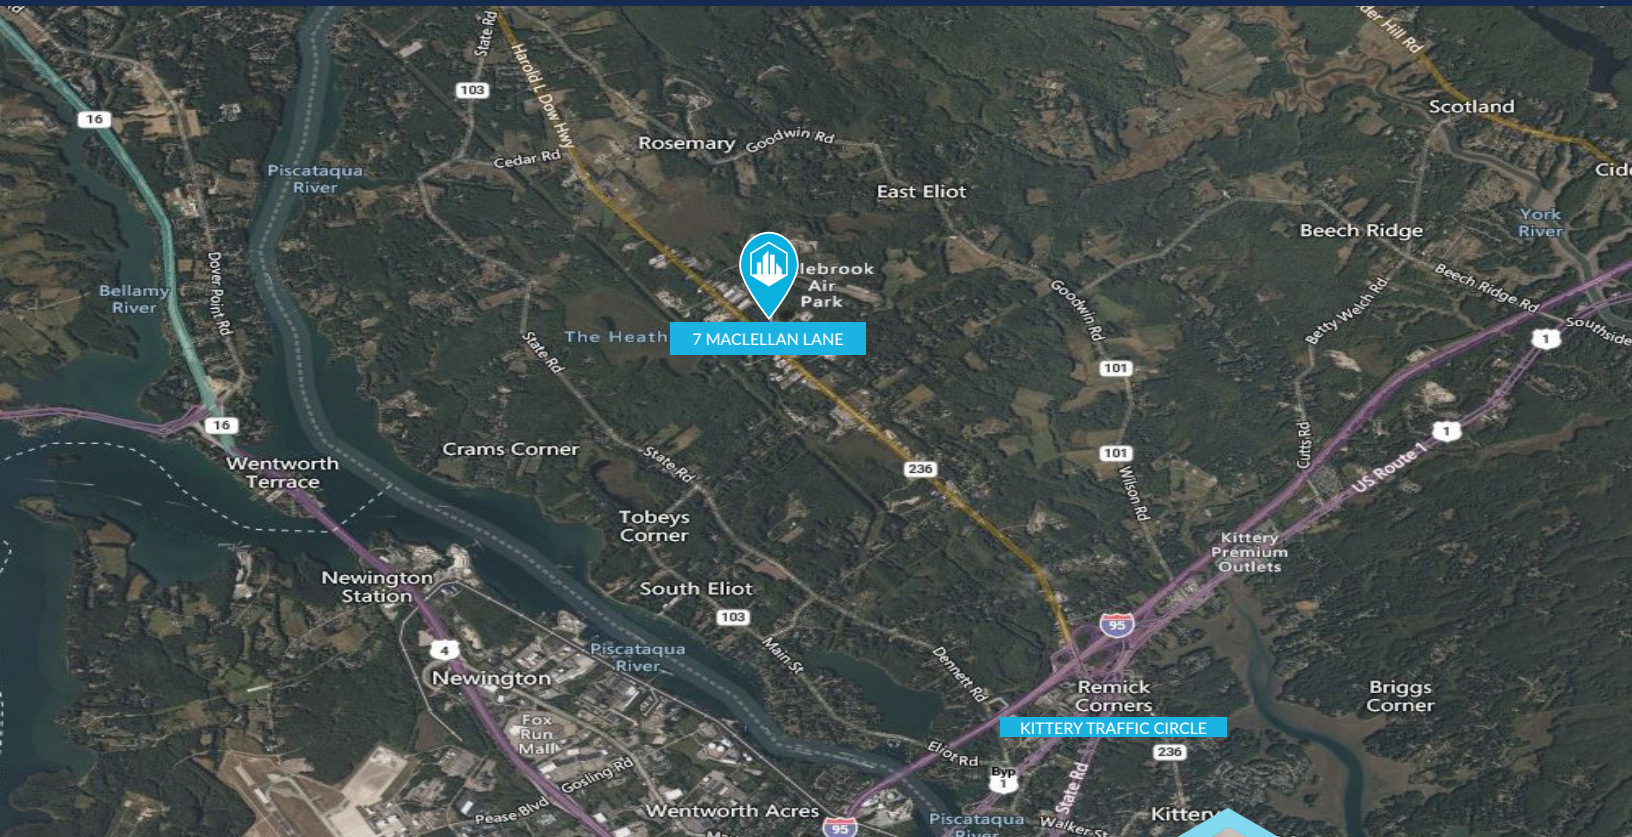 State Rd
Harold L Dow Hwy
103
16
Rosemary
Goodwin Rd
Cedar Rd
Piscataqua
River
East Eliot
Hill Rd
Scotland
York
River
Beech Ridge
Beech Ridge Rd
Betty Welch Rd
Southside
1
lebrook
Air
Park
Bellamy
River
Dover Point Rd
The Heath
7 MACLELLAN LANE
State Rd
Goodwin Rd
101
16
Wentworth
Terrace
Crams Corner
State Rd
236
101
Wilson Rd
Cutts Rd
US Route 1
1
Tobeys
Corner
Kittery
Premium
Outlets
Newington
Station
South Eliot
103
Main St
95
4
Newington
Piscataqua
River
Dennett Rd
Remick
Corners
Briggs
Corner
KITTERY TRAFFIC CIRCLE
Fox
Run
Mall
Gosling Rd
Pease Blvd
Eliot Rd
236
Byp
1
State Rd
Wentworth Acres
95
Piscataqua
River
Walker St
Kittery